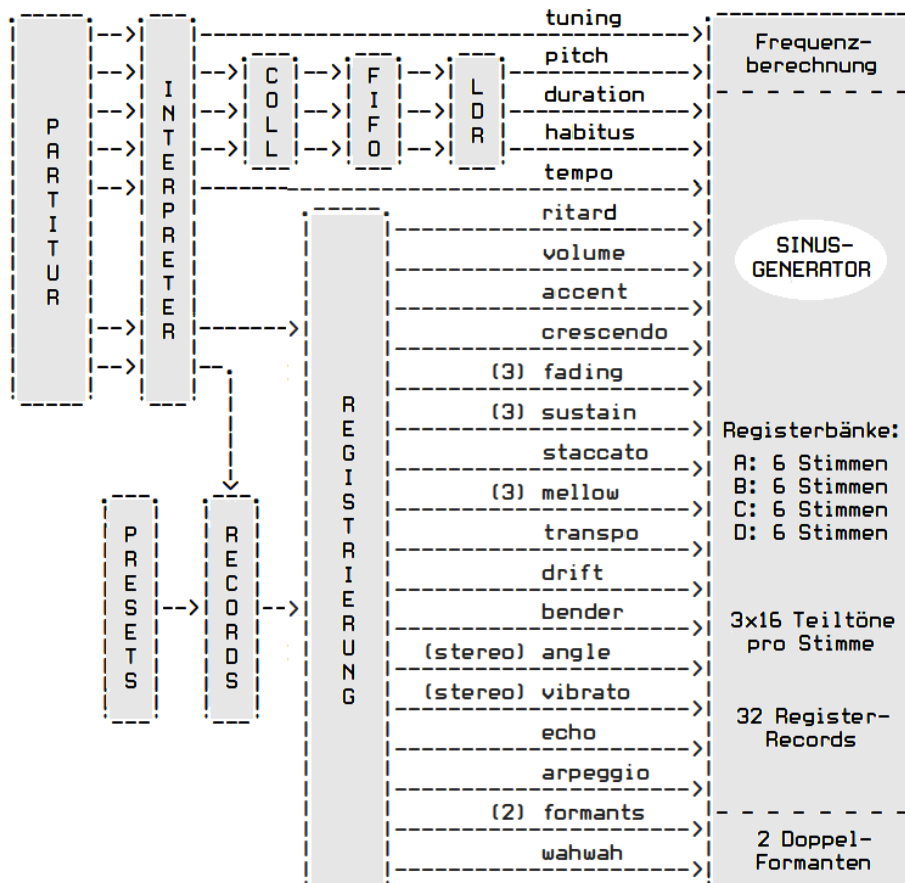 tuning
pitch
duration
habitus
tempo
ritard
volume
accent
crescendo
(3) fading
(3) sustain
staccato
(3) mellow
transpo
drift
bender
(stereo) angle
(stereo) vibrato
echo
arpeggio
(2) formants
wahwah
PARTITUR
INTERPRETER
COLL
FIFO
LDR
PRESETS
RECORDS
REGISTRIERUNG
Frequenz-
berechnung
SINUS-
GENERATOR
Registerbänke:
A: 6 Stimmen
B: 6 Stimmen
C: 6 Stimmen
D: 6 Stimmen
3x16 Teiltöne
pro Stimme
32 Register-
Records
2 Doppel-
Formanten